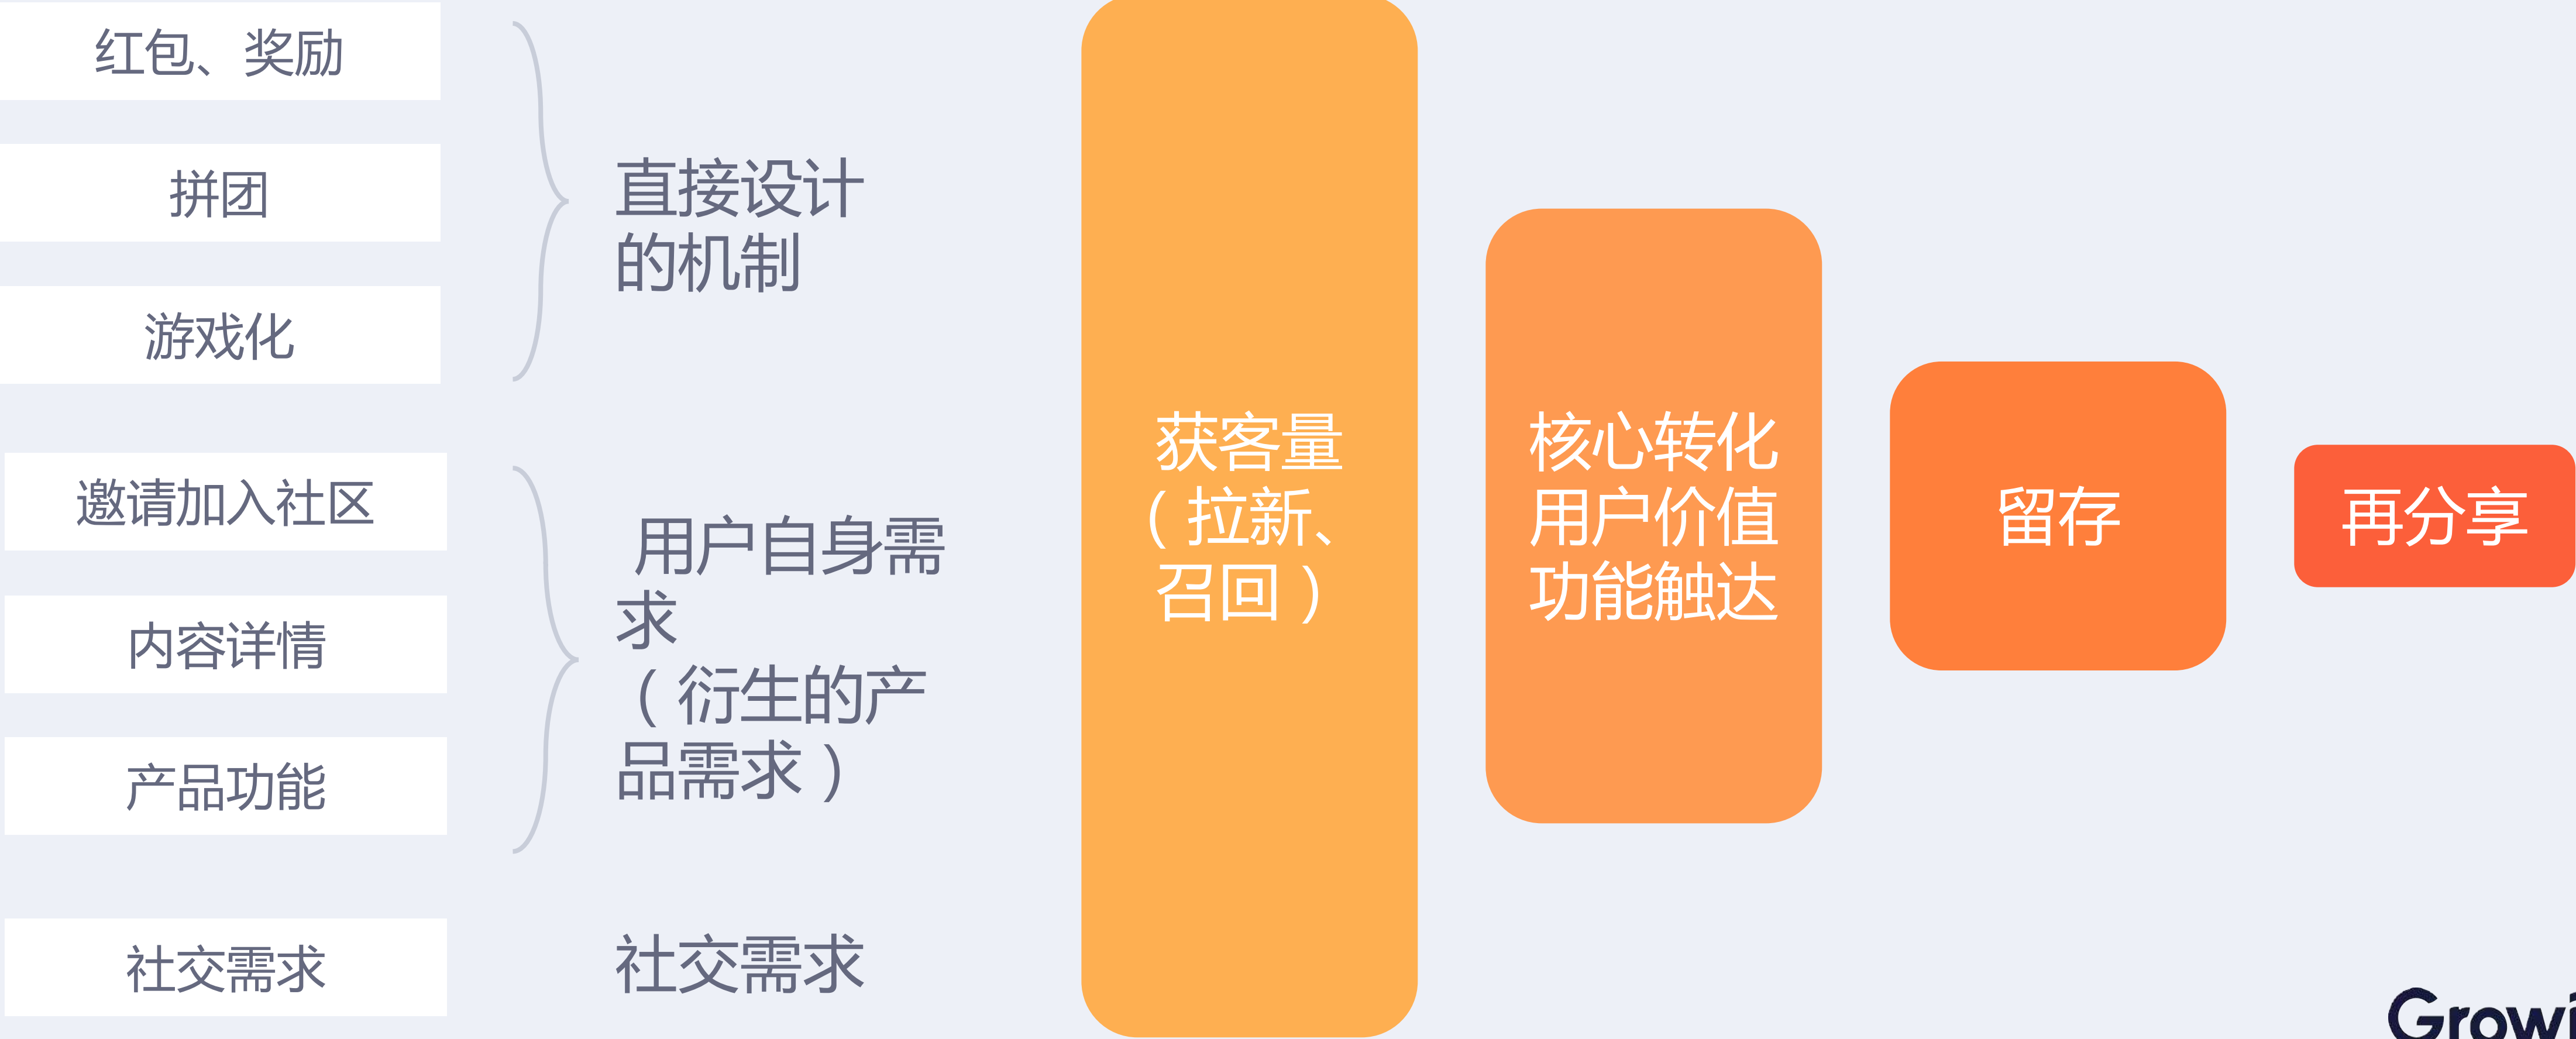 红包、奖励
拼团
游戏化
邀请加入社区
内容详情
产品功能
社交需求
直接设计
的机制
用户自身需
求
（衍生的产
品需求）
社交需求
获客量
（拉新、
召回）
核心转化
用户价值
功能触达
留存
再分享
Growi